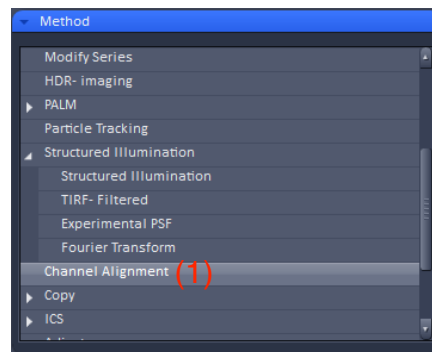 Method
Modify Series
HDR- imaging
PALM
Particle Tracking
Structured Illumination
Structured Illumination
TIRF- Filtered
Experimental PSF
Fourier Transform
Channel Alignment (1)
Copy
ICS